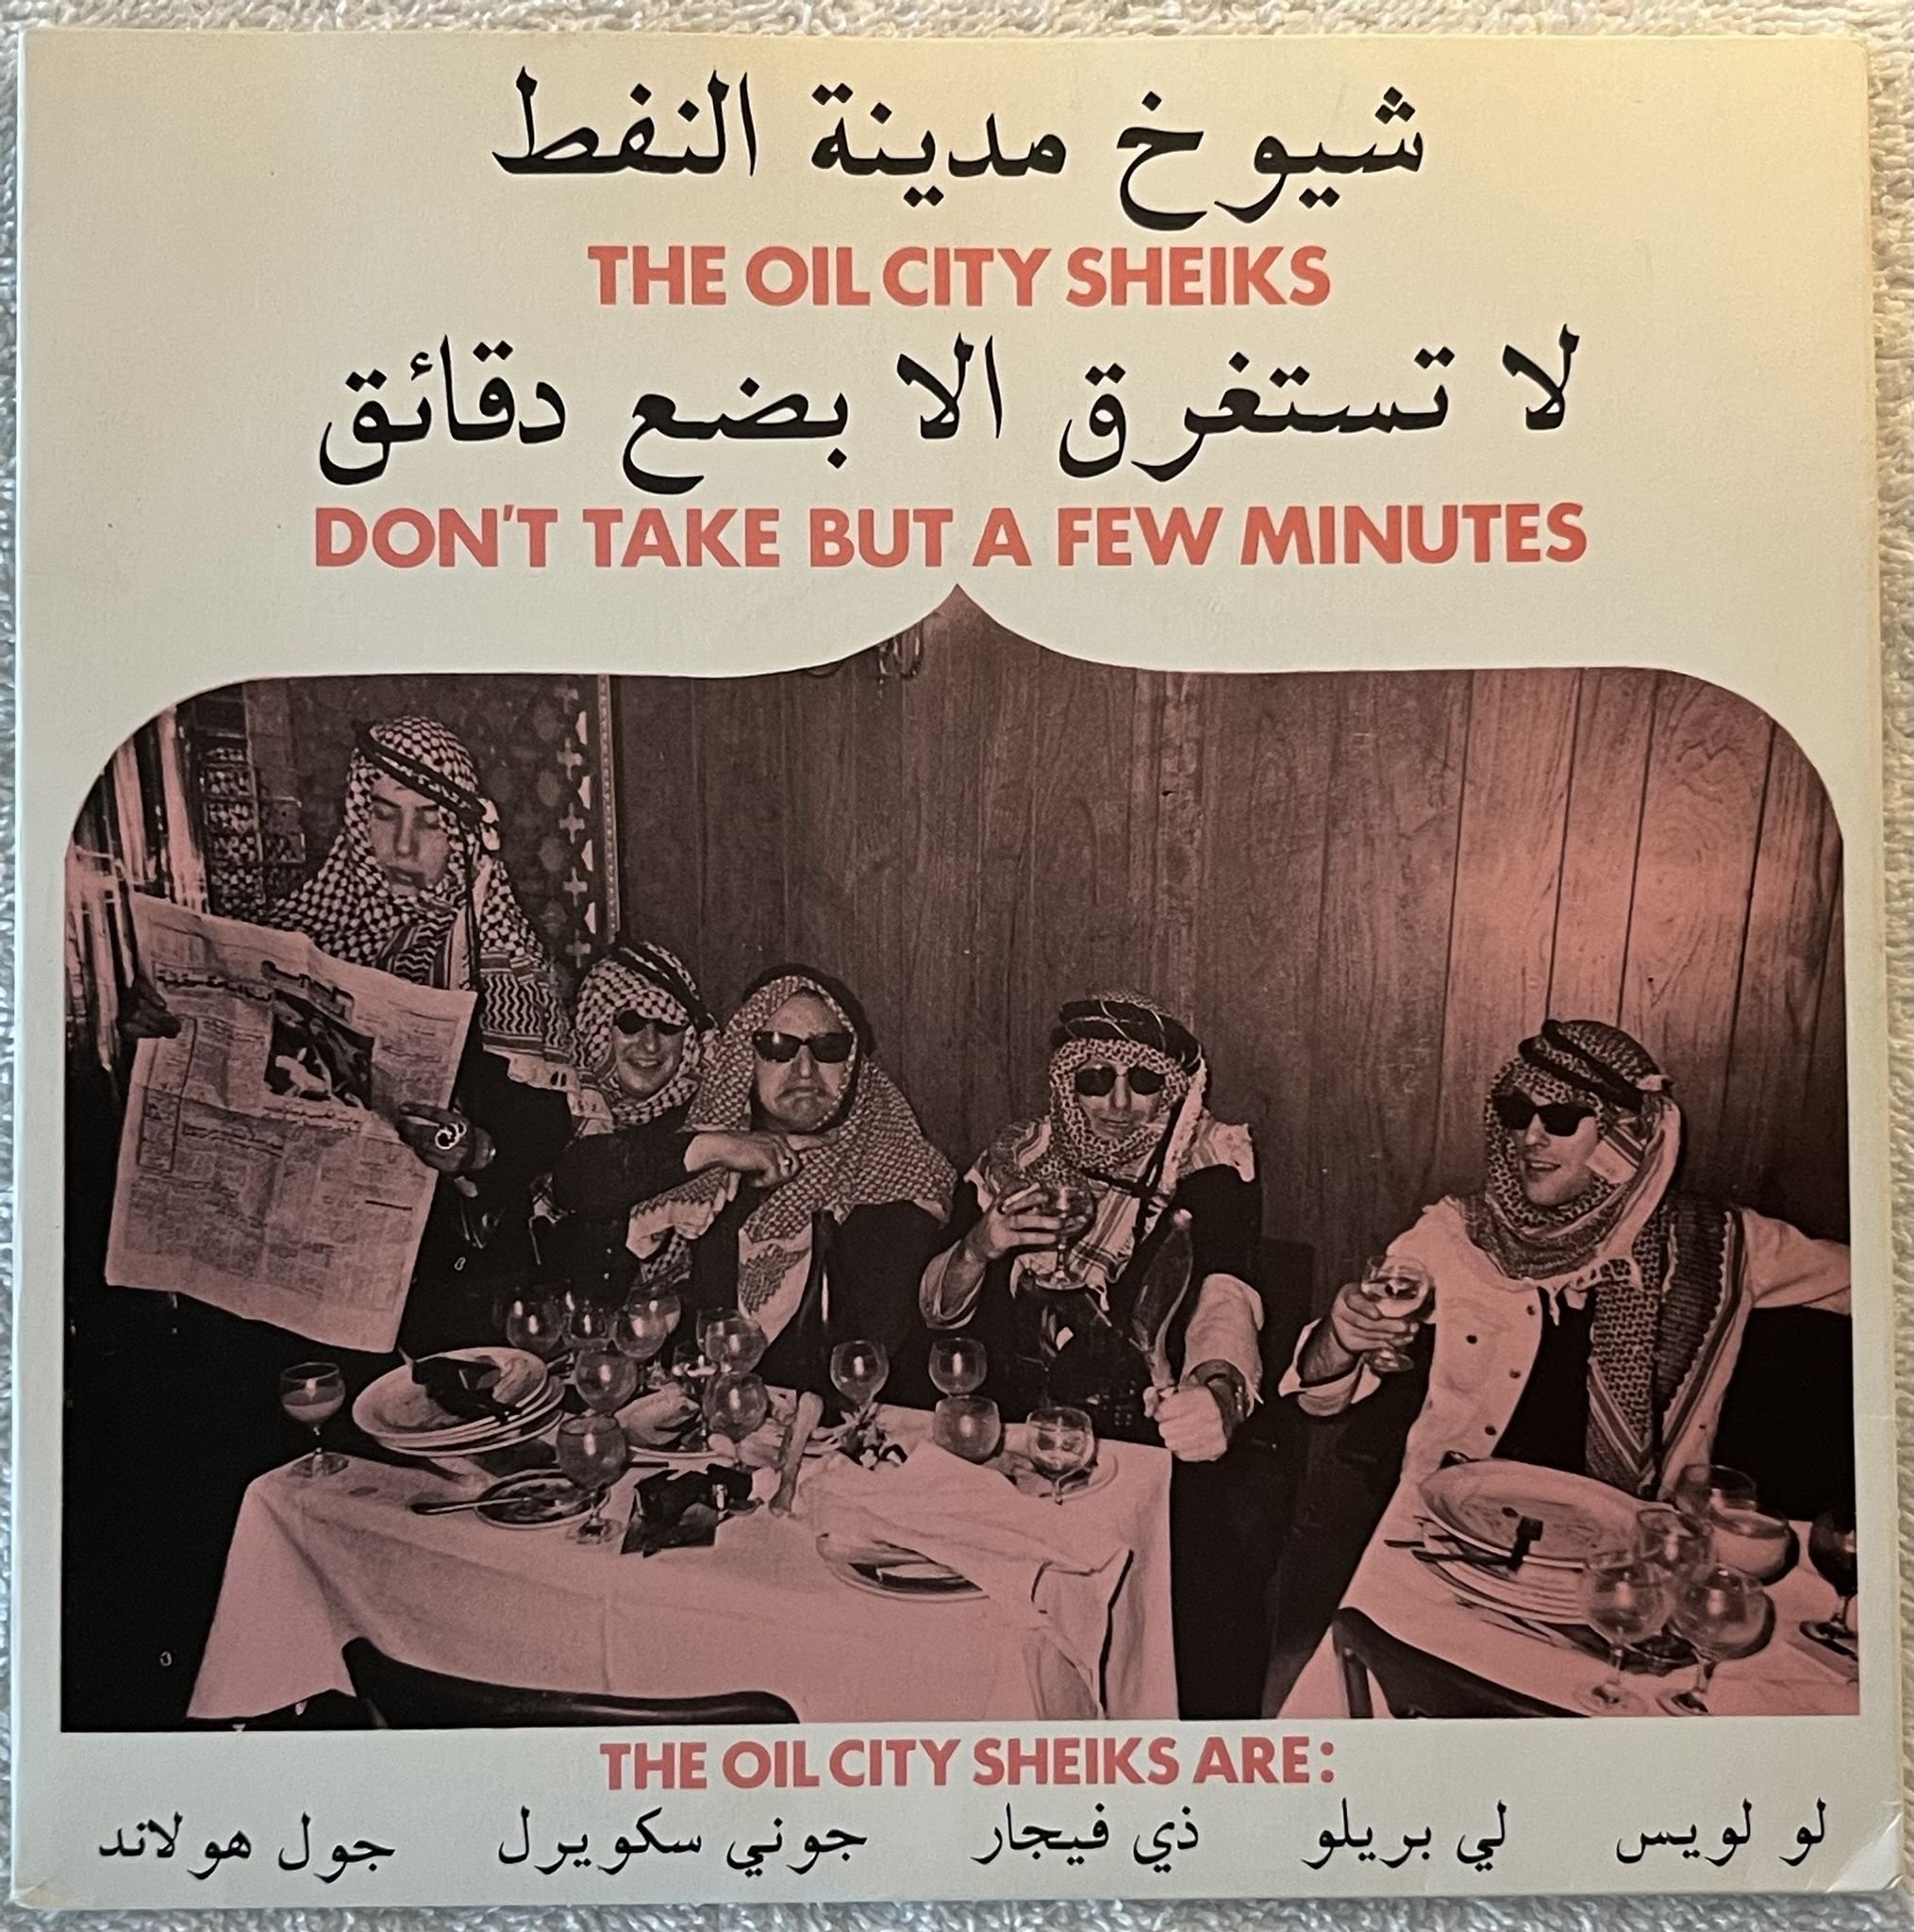 شيوخ مدينة النفط
THE OIL CITY SHEIKS
لا تستغرق الا بضع دقائق
DON'T TAKE BUT A FEW MINUTES
THE OIL CITY SHEIKS ARE:
لو لويس لي بريلو ذي فيجار جوني سكويرل جول هولاند